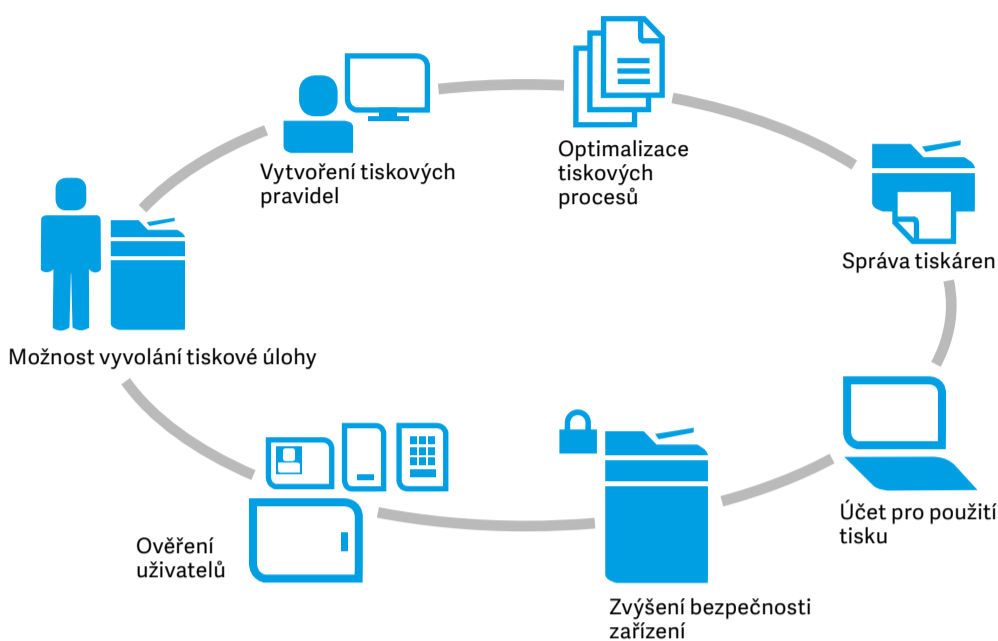 Vytvoření tiskových
pravidel
Optimalizace
tiskových
procesů
Správa tiskáren
Možnost vyvolání tiskové úlohy
Účet pro použití
tisku
Ověření
uživatelů
Zvýšení bezpečnosti
zařízení